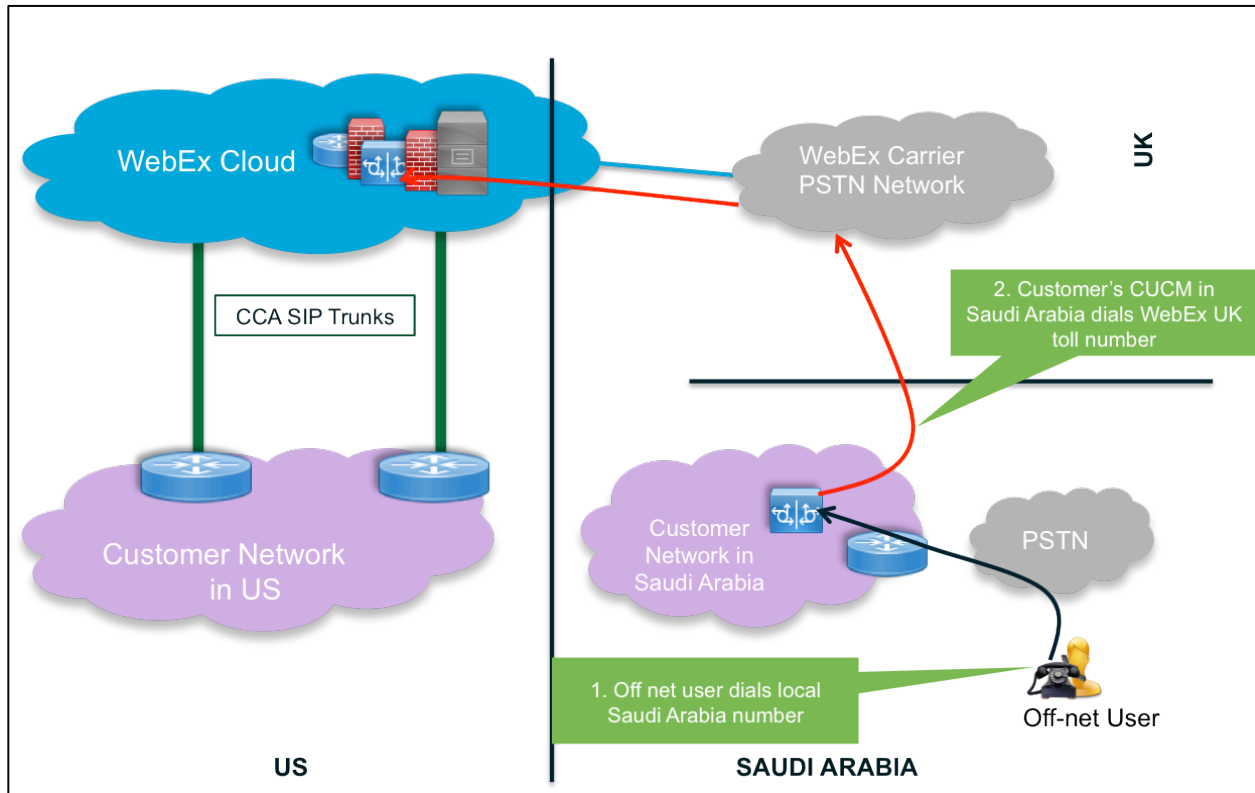 WebEx Cloud
WebEx Carrier
PSTN Network
UK
CCA SIP Trunks
2. Customer’s CUCM in
Saudi Arabia dials WebEx UK
toll number
Customer Network
in US
Customer
Network in
Saudi Arabia
PSTN
1. Off net user dials local
Saudi Arabia number
Off-net User
US
SAUDI ARABIA